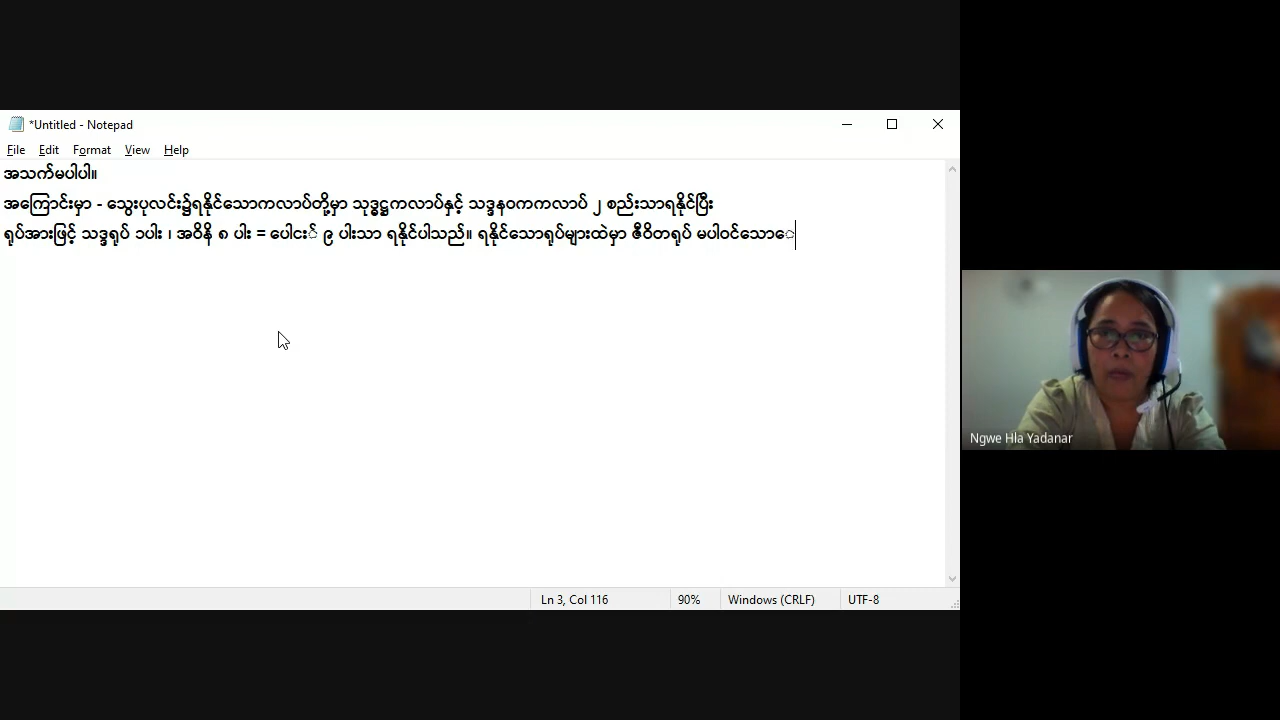 *Untitled - Notepad
File Edit Format View Help
အသက်မပါပါ။
အကြောင်းမှာ - သွေးပုလင်း၌ရနိုင်သောကလာပ်တို့မှာ သုဒ္ဓဋ္ဌကလာပ်နှင့် သဒ္ဒနဝကကလာပ် ၂ စည်းသာရနိုင်ပြီး
ရုပ်အားဖြင့် သဒ္ဒရုပ် ၁ပါး ၊ အဝိနိ ၈ ပါး = ပေါငး် ၉ ပါးသာ ရနိုင်ပါသည်။ ရနိုင်သောရုပ်များထဲမှာ ဇီဝိတရုပ် မပါဝင်သောေ
Ngwe Hla Yadanar
Ln 3, Col 116 90% Windows (CRLF) UTF-8